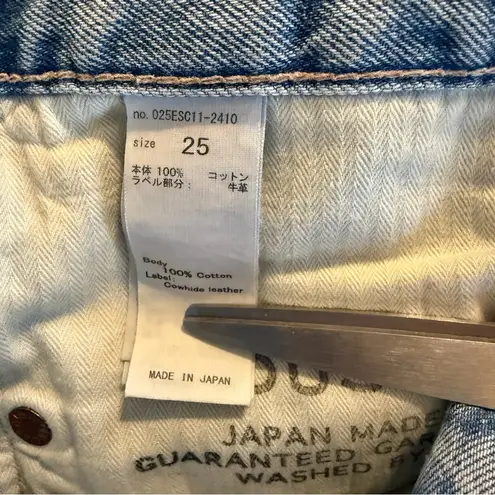 no. 025ESC11-2410
size 25
本体 100% コットン
ラベル部分: 牛革
Body
100% Cotton
Label:
Cowhide leather
MADE IN JAPAN
JAPAN MADE
GUARANTEED
WASHED